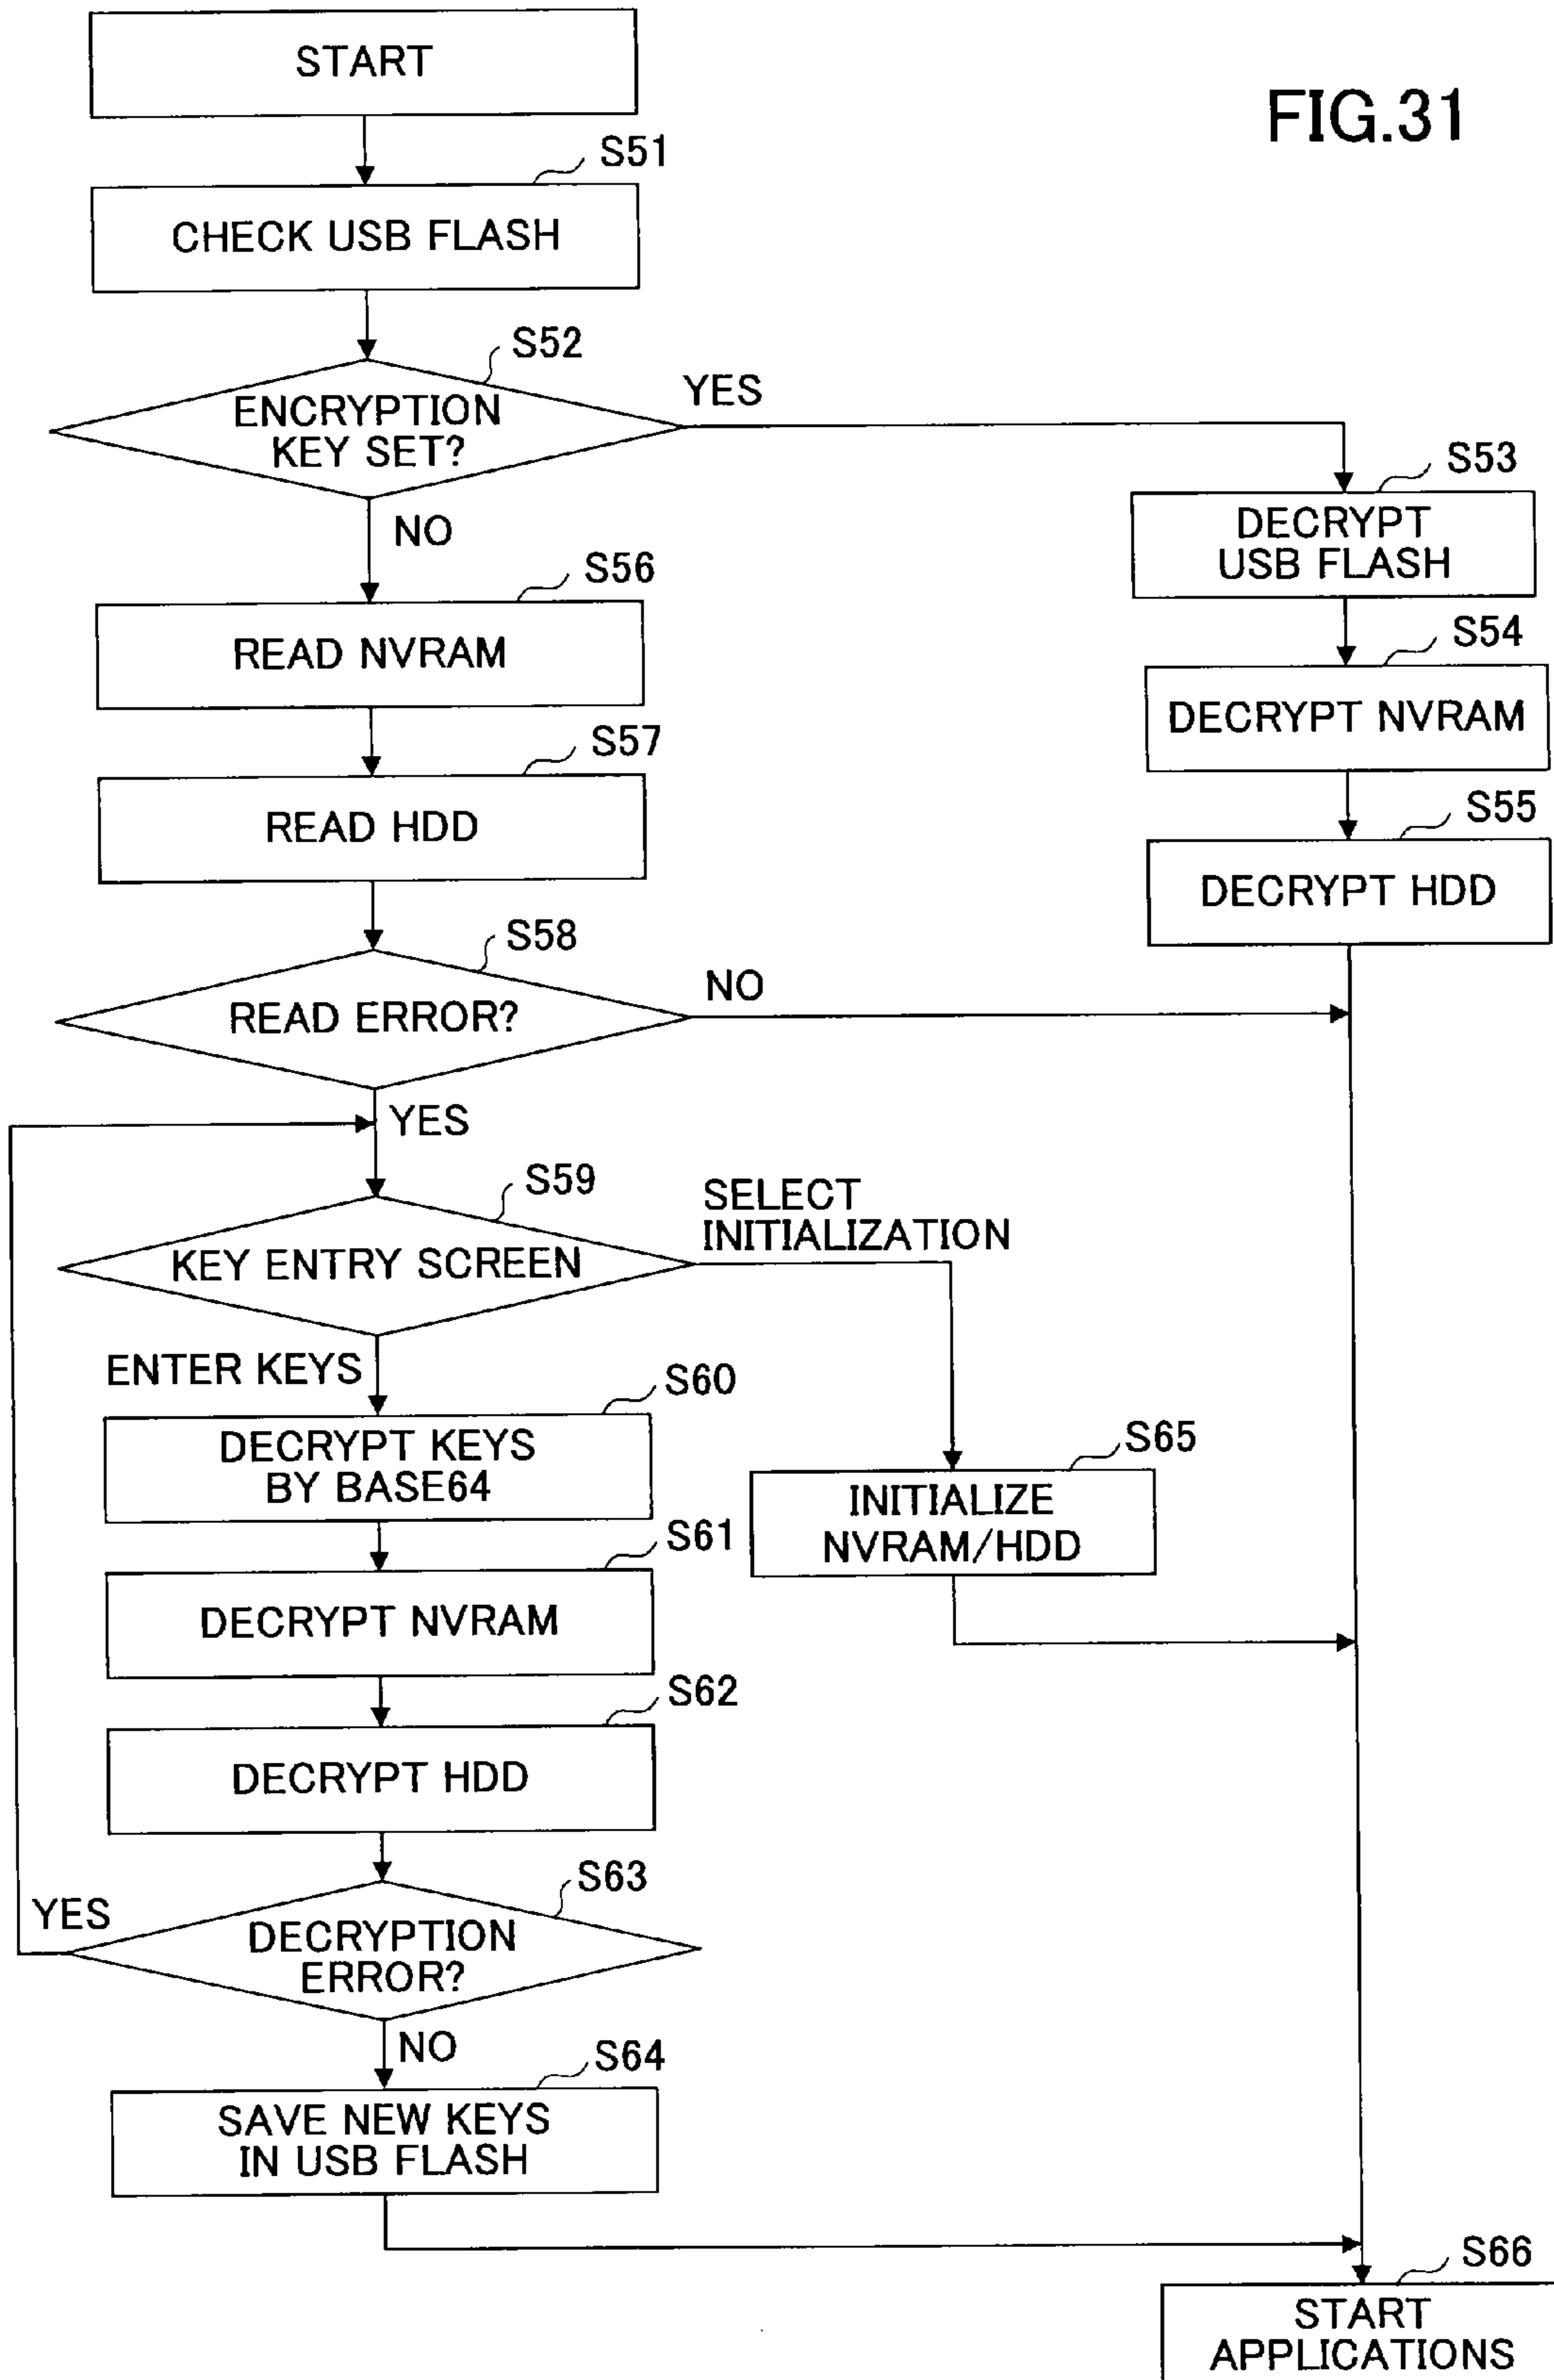 START
FIG.31
S51
CHECK USB FLASH
S52
ENCRYPTION
KEY SET?
YES
NO
S53
DECRYPT
USB FLASH
S56
READ NVRAM
S54
DECRYPT NVRAM
S57
READ HDD
S55
DECRYPT HDD
S58
READ ERROR?
NO
YES
S59
KEY ENTRY SCREEN
SELECT
INITIALIZATION
ENTER KEYS
S60
DECRYPT KEYS
BY BASE64
S65
INITIALIZE
NVRAM/HDD
S61
DECRYPT NVRAM
S62
DECRYPT HDD
S63
YES
DECRYPTION
ERROR?
NO
S64
SAVE NEW KEYS
IN USB FLASH
S66
START
APPLICATIONS